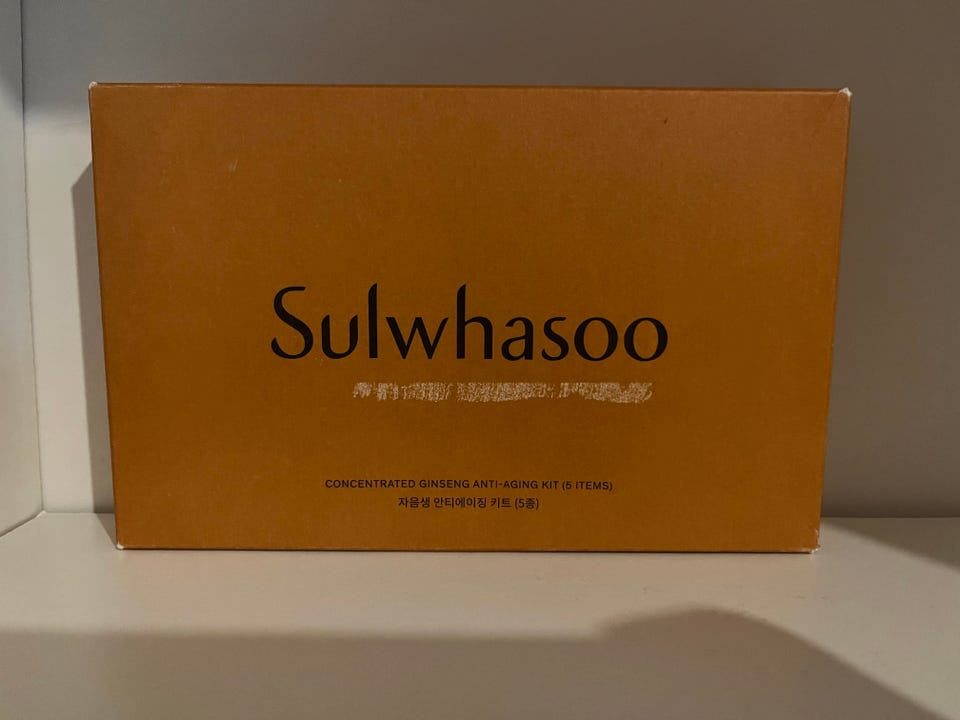 Sulwhasoo
CONCENTRATED GINSENG ANTI-AGING KIT (5 ITEMS)
자음생 안티에이징 키트 (5종)